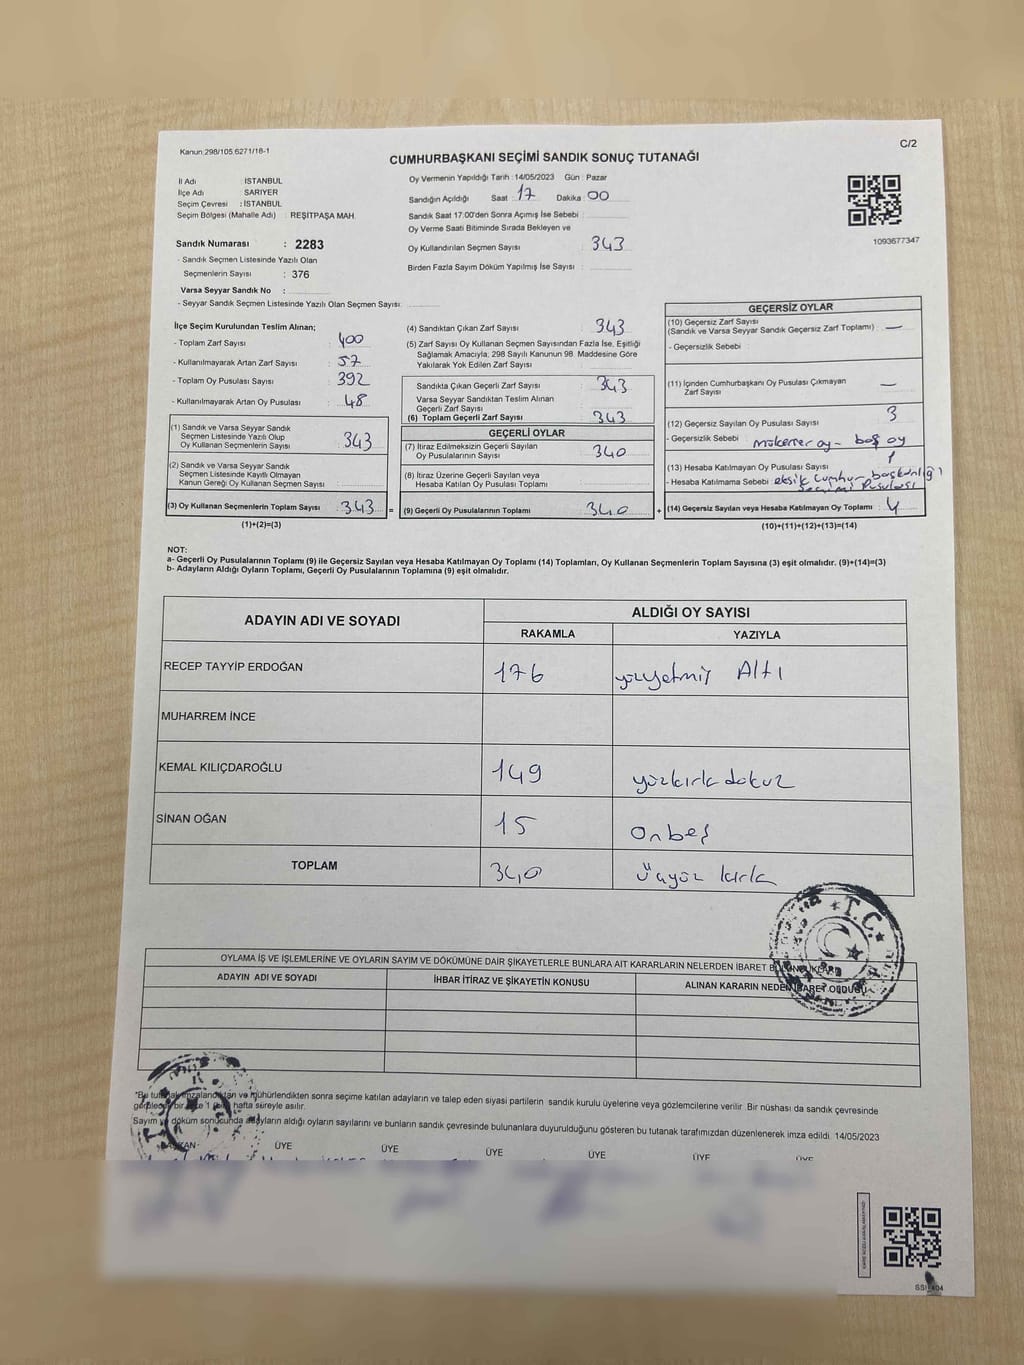 Kanun:298/105.6271/18-1
C/2
CUMHURBAŞKANI SEÇİMİ SANDIK SONUÇ TUTANAĞI
İl Adı : İSTANBUL
İlçe Adı : SARIYER
Seçim Çevresi : İSTANBUL
Seçim Bölgesi (Mahalle Adı) : REŞİTPAŞA MAH.
Sandık Numarası : 2283
- Sandık Seçmen Listesinde Yazılı Olan
Seçmenlerin Sayısı : 376
Varsa Seyyar Sandık No :
- Seyyar Sandık Seçmen Listesinde Yazılı Olan Seçmen Sayısı:
Oy Vermenin Yapıldığı Tarih :14/05/2023 Gün : Pazar
Sandığın Açıldığı Saat : 17 Dakika : 00
Sandık Saat 17.00'den Sonra Açımış İse Sebebi :
Oy Verme Saati Bitiminde Sırada Bekleyen ve
Oy Kullandırılan Seçmen Sayısı : 343
Birden Fazla Sayım Döküm Yapılmış İse Sayısı :
1093677347
İlçe Seçim Kurulundan Teslim Alınan;
- Toplam Zarf Sayısı : 400
- Kullanılmayarak Artan Zarf Sayısı : 57
- Toplam Oy Pusulası Sayısı : 392
- Kullanılmayarak Artan Oy Pusulası : 48
(1) Sandık ve Varsa Seyyar Sandık
Seçmen Listesinde Yazılı Olup
Oy Kullanan Seçmenlerin Sayısı : 343
(2) Sandık ve Varsa Seyyar Sandık
Seçmen Listesinde Kayıtlı Olmayan
Kanun Gereği Oy Kullanan Seçmen Sayısı :
(3) Oy Kullanan Seçmenlerin Toplam Sayısı : 343 =
(1)+(2)=(3)
(4) Sandıktan Çıkan Zarf Sayısı : 343
(5) Zarf Sayısı Oy Kullanan Seçmen Sayısından Fazla İse, Eşitliği
Sağlamak Amacıyla; 298 Sayılı Kanunun 98. Maddesine Göre
Yakılarak Yok Edilen Zarf Sayısı :
Sandıkta Çıkan Geçerli Zarf Sayısı : 343
Varsa Seyyar Sandıktan Teslim Alınan
Geçerli Zarf Sayısı :
(6) Toplam Geçerli Zarf Sayısı : 343
GEÇERLİ OYLAR
(7) İtiraz Edilmeksizin Geçerli Sayılan
Oy Pusulalarının Sayısı : 340
(8) İtiraz Üzerine Geçerli Sayılan veya
Hesaba Katılan Oy Pusulası Toplamı :
(9) Geçerli Oy Pusulalarının Toplamı : 340 +
GEÇERSİZ OYLAR
(10) Geçersiz Zarf Sayısı
(Sandık ve Varsa Seyyar Sandık Geçersiz Zarf Toplamı) : —
- Geçersizlik Sebebi :
(11) İçinden Cumhurbaşkanı Oy Pusulası Çıkmayan
Zarf Sayısı : —
(12) Geçersiz Sayılan Oy Pusulası Sayısı : 3
- Geçersizlik Sebebi : mükerrer oy - boş oy
(13) Hesaba Katılmayan Oy Pusulası Sayısı : 1
- Hesaba Katılmama Sebebi : eksik Cumhurbaşkanlığı
seçimi Pusulası
(14) Geçersiz Sayılan veya Hesaba Katılmayan Oy Toplamı : 4
(10)+(11)+(12)+(13)=(14)
NOT:
a- Geçerli Oy Pusulalarının Toplamı (9) ile Geçersiz Sayılan veya Hesaba Katılmayan Oy Toplamı (14) Toplamları, Oy Kullanan Seçmenlerin Toplam Sayısına (3) eşit olmalıdır. (9)+(14)=(3)
b- Adayların Aldığı Oyların Toplamı, Geçerli Oy Pusulalarının Toplamına (9) eşit olmalıdır.
ADAYIN ADI VE SOYADI ALDIĞI OY SAYISI
RAKAMLA YAZIYLA
RECEP TAYYİP ERDOĞAN 176 yüzyetmiş Altı
MUHARREM İNCE
KEMAL KILIÇDAROĞLU 149 yüzkırk dokuz
SİNAN OĞAN 15 Onbeş
TOPLAM 340 Üçyüz kırk
T.C.
OYLAMA İŞ VE İŞLEMLERİNE VE OYLARIN SAYIM VE DÖKÜMÜNE DAİR ŞİKAYETLERLE BUNLARA AİT KARARLARIN NELERDEN İBARET BULUNDUKLARI
ADAYIN ADI VE SOYADI İHBAR İTİRAZ VE ŞİKAYETİN KONUSU ALINAN KARARIN NEDEN İBARET OLDUĞU
*Bu tutanak imzalandıktan ve mühürlendikten sonra seçime katılan adayların ve talep eden siyasi partilerin sandık kurulu üyelerine veya gözlemcilerine verilir. Bir nüshası da sandık çevresinde
görülecek bir yere 1 (bir) hafta süreyle asılır.
Sayım ve döküm sonucunda adayların aldığı oyların sayılarını ve bunların sandık çevresinde bulunanlara duyurulduğunu gösteren bu tutanak tarafımızdan düzenlenerek imza edildi. 14/05/2023
T.C.
BAŞKAN ÜYE ÜYE ÜYE ÜYE ÜYE ÜYE